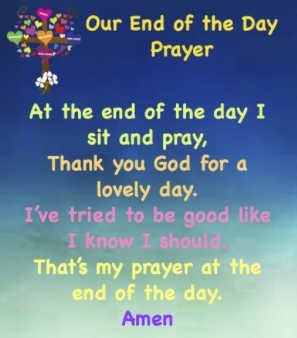 Our End of the Day
Prayer
At the end of the day I
sit and pray,
Thank you God for a
lovely day.
I've tried to be good like
I know I should.
That's my prayer at the
end of the day.
Amen